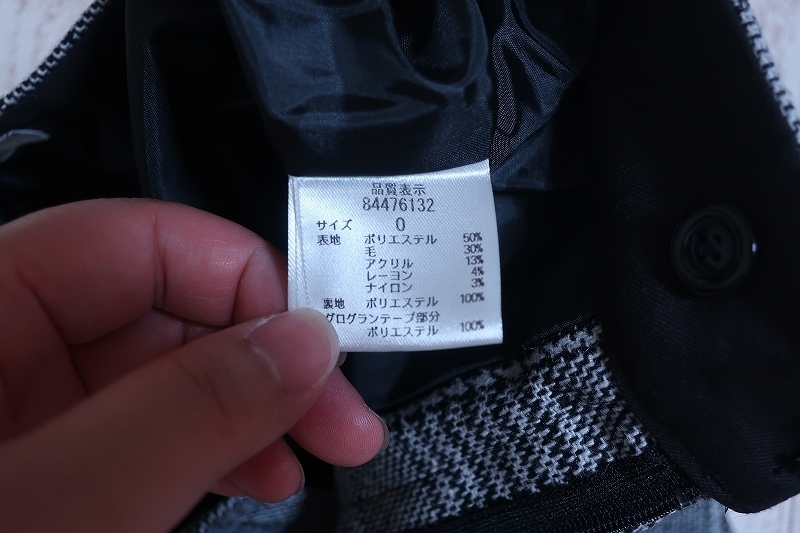 品質表示
84476132
サイズ 0
表地 ポリエステル 50%
毛 30%
アクリル 13%
レーヨン 4%
ナイロン 3%
裏地 ポリエステル 100%
グログランテープ部分
ポリエステル 100%